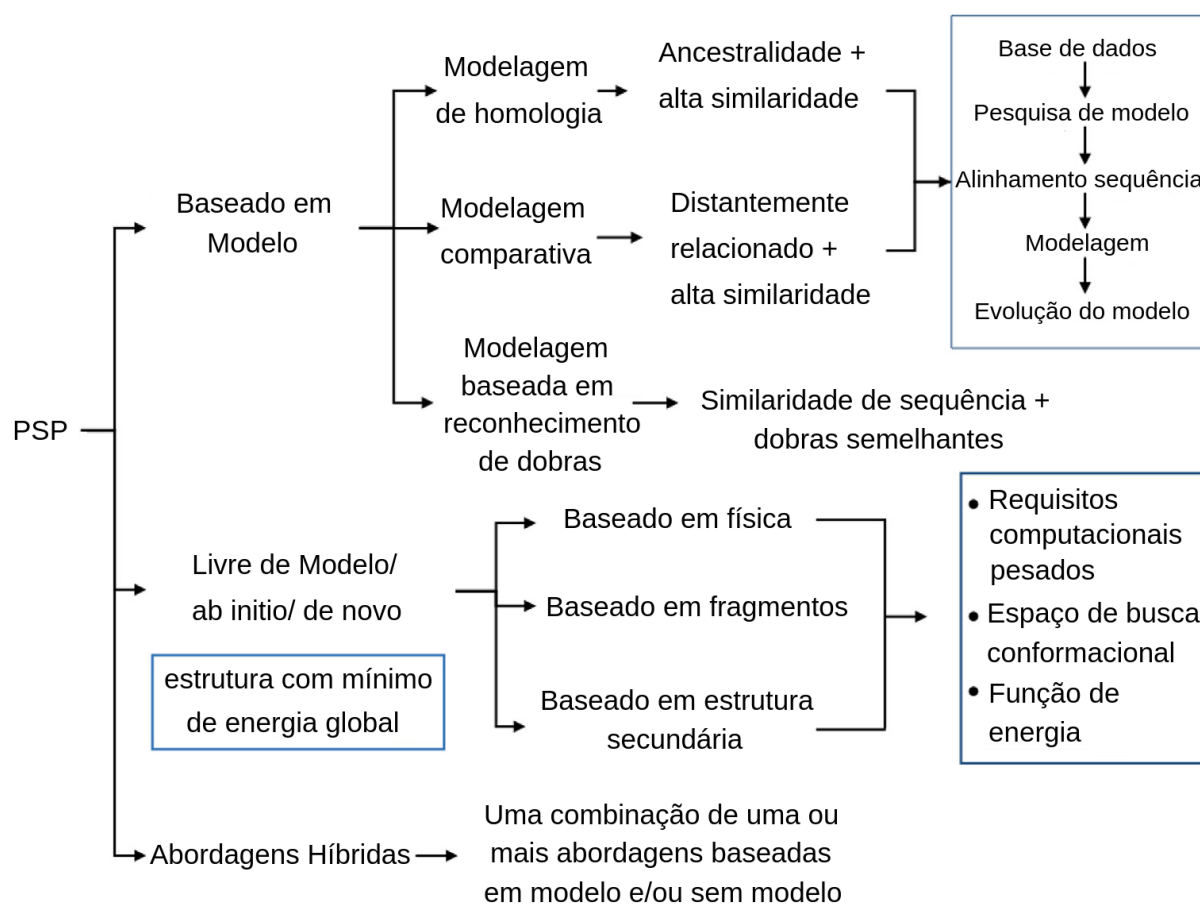 PSP
Baseado em
Modelo
Modelagem
de homologia
Ancestralidade +
alta similaridade
Modelagem
comparativa
Distantemente
relacionado +
alta similaridade
Base de dados
Pesquisa de modelo
Alinhamento sequência
Modelagem
Evolução do modelo
Modelagem
baseada em
reconhecimento
de dobras
Similaridade de sequência +
dobras semelhantes
Livre de Modelo/
ab initio/ de novo
estrutura com mínimo
de energia global
Baseado em física
Baseado em fragmentos
Baseado em estrutura
secundária
• Requisitos
computacionais
pesados
• Espaço de busca
conformacional
• Função de
energia
Abordagens Híbridas
Uma combinação de uma ou
mais abordagens baseadas
em modelo e/ou sem modelo